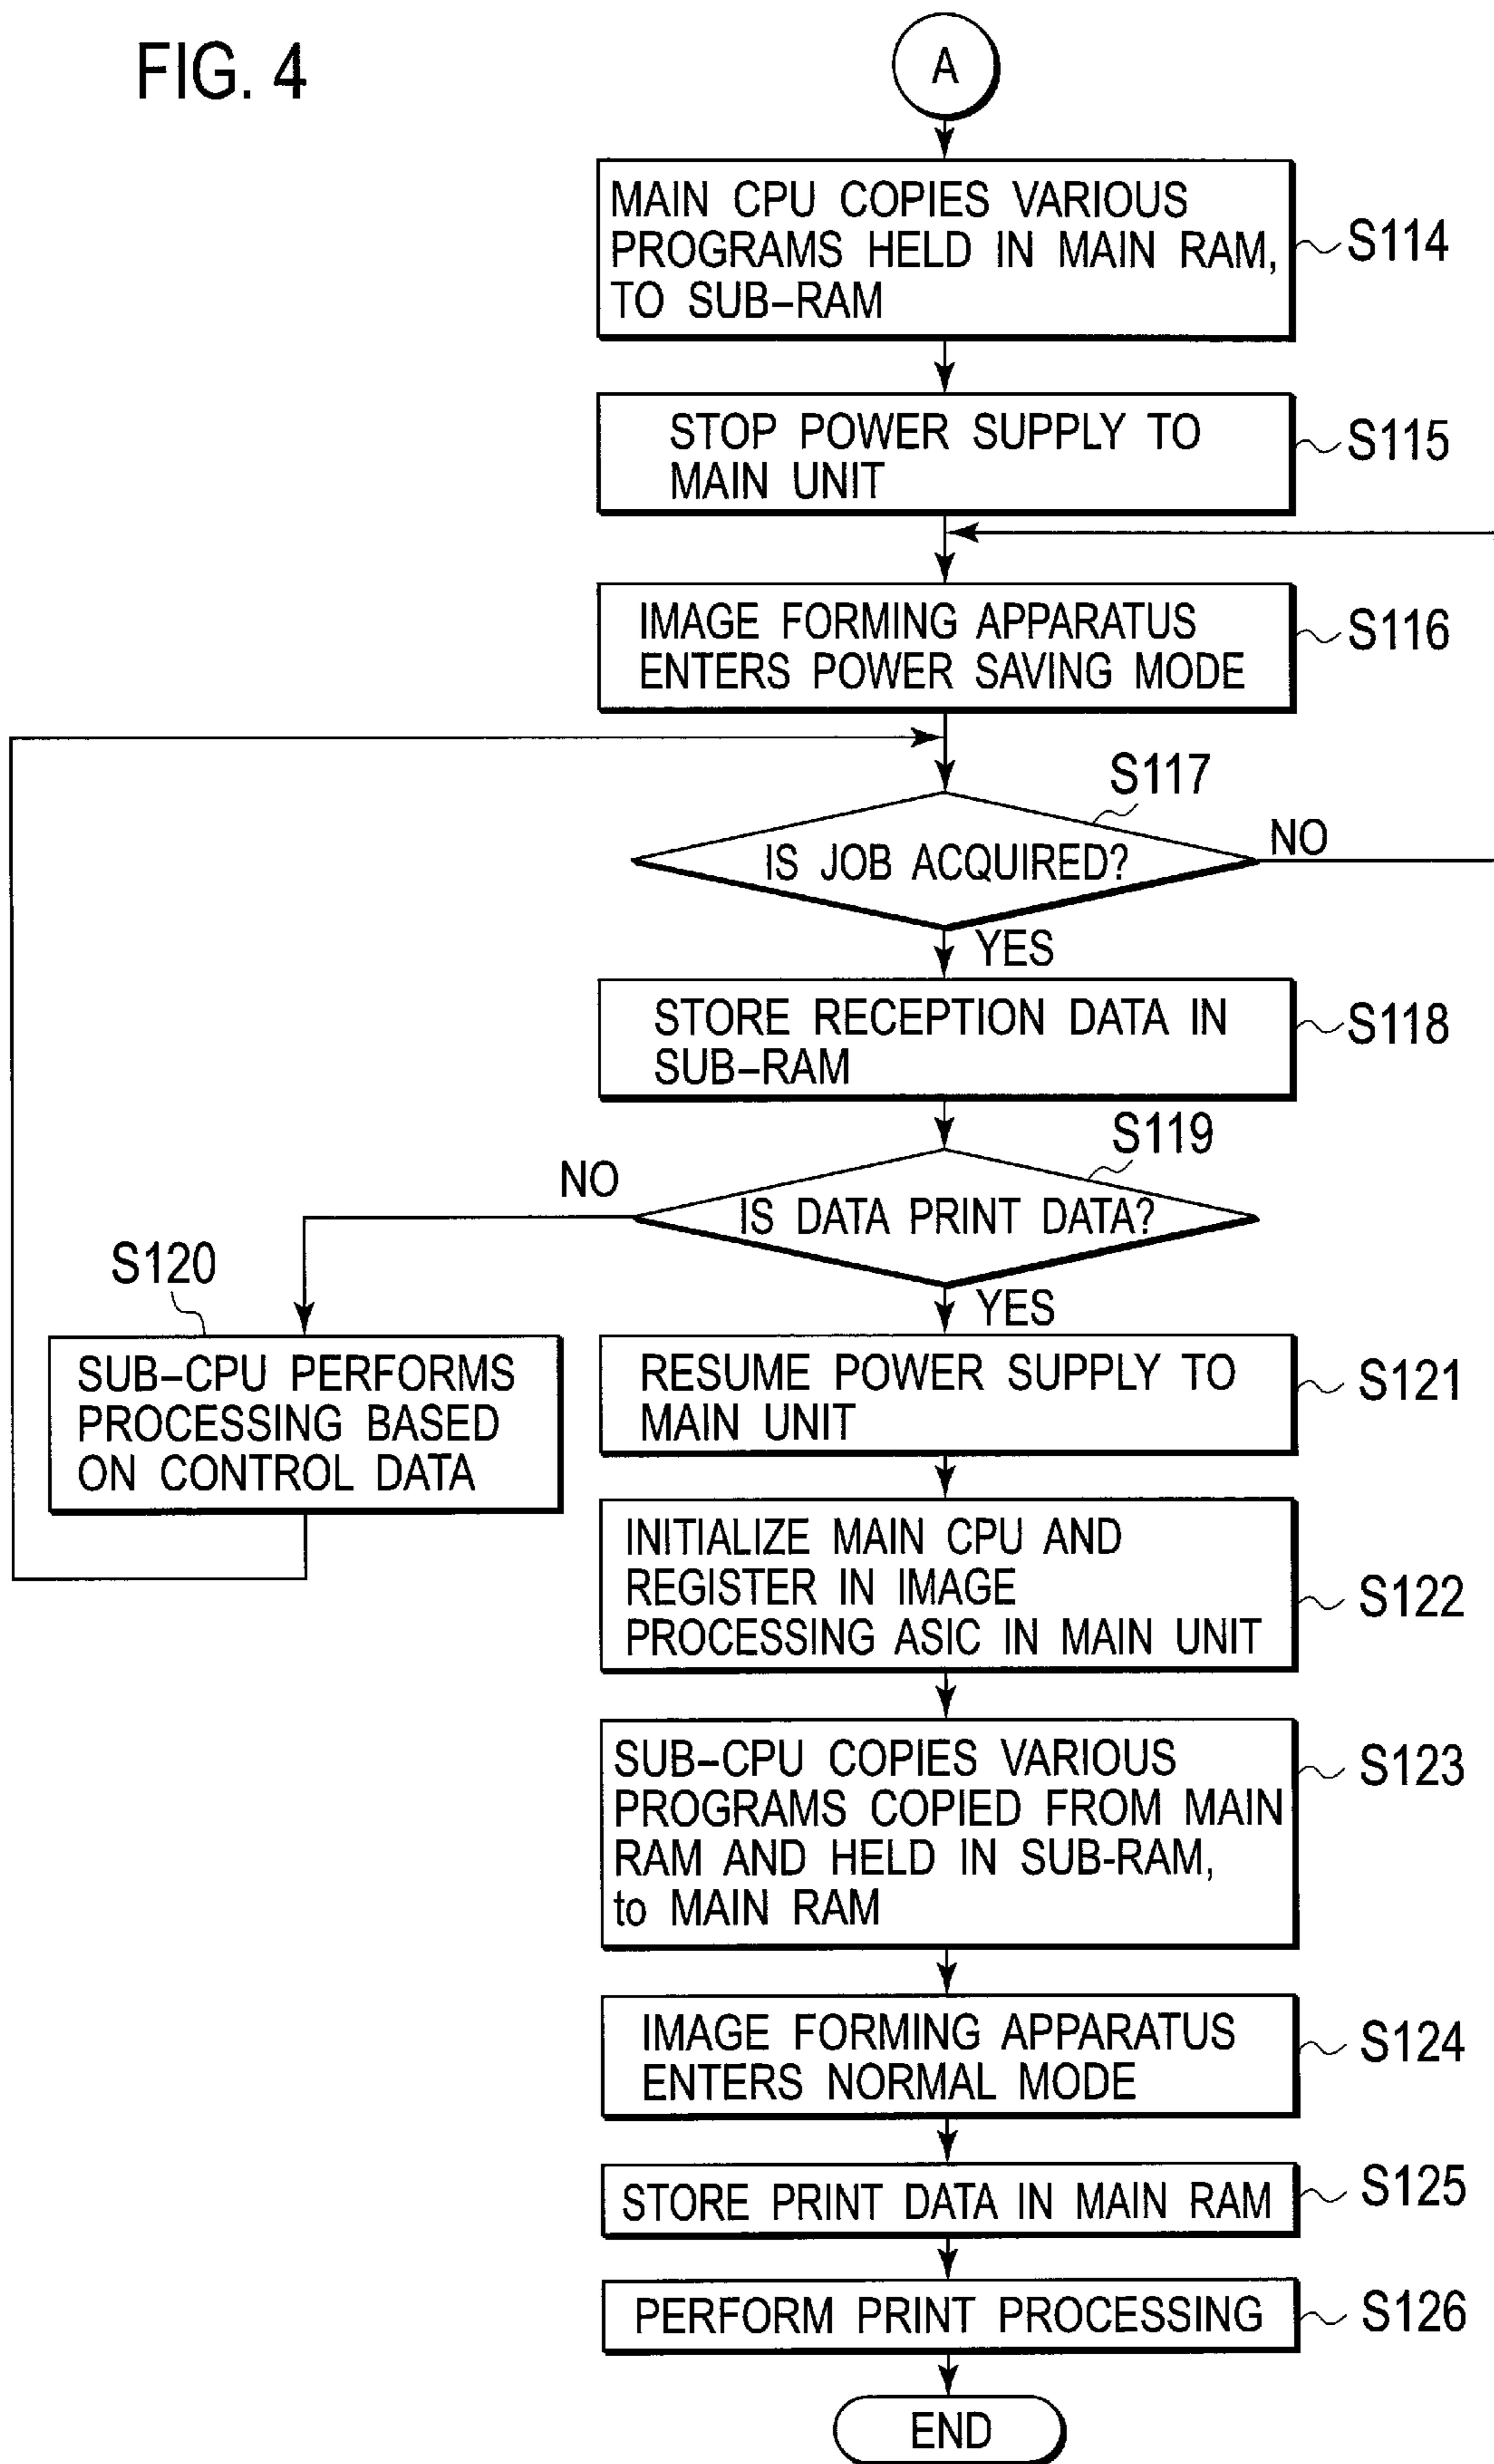 FIG. 4
A
MAIN CPU COPIES VARIOUS
PROGRAMS HELD IN MAIN RAM,
TO SUB-RAM
S114
STOP POWER SUPPLY TO
MAIN UNIT
S115
IMAGE FORMING APPARATUS
ENTERS POWER SAVING MODE
S116
S117
IS JOB ACQUIRED?
NO
YES
STORE RECEPTION DATA IN
SUB-RAM
S118
S119
IS DATA PRINT DATA?
NO
YES
S120
SUB-CPU PERFORMS
PROCESSING BASED
ON CONTROL DATA
RESUME POWER SUPPLY TO
MAIN UNIT
S121
INITIALIZE MAIN CPU AND
REGISTER IN IMAGE
PROCESSING ASIC IN MAIN UNIT
S122
SUB-CPU COPIES VARIOUS
PROGRAMS COPIED FROM MAIN
RAM AND HELD IN SUB-RAM,
to MAIN RAM
S123
IMAGE FORMING APPARATUS
ENTERS NORMAL MODE
S124
STORE PRINT DATA IN MAIN RAM
S125
PERFORM PRINT PROCESSING
S126
END